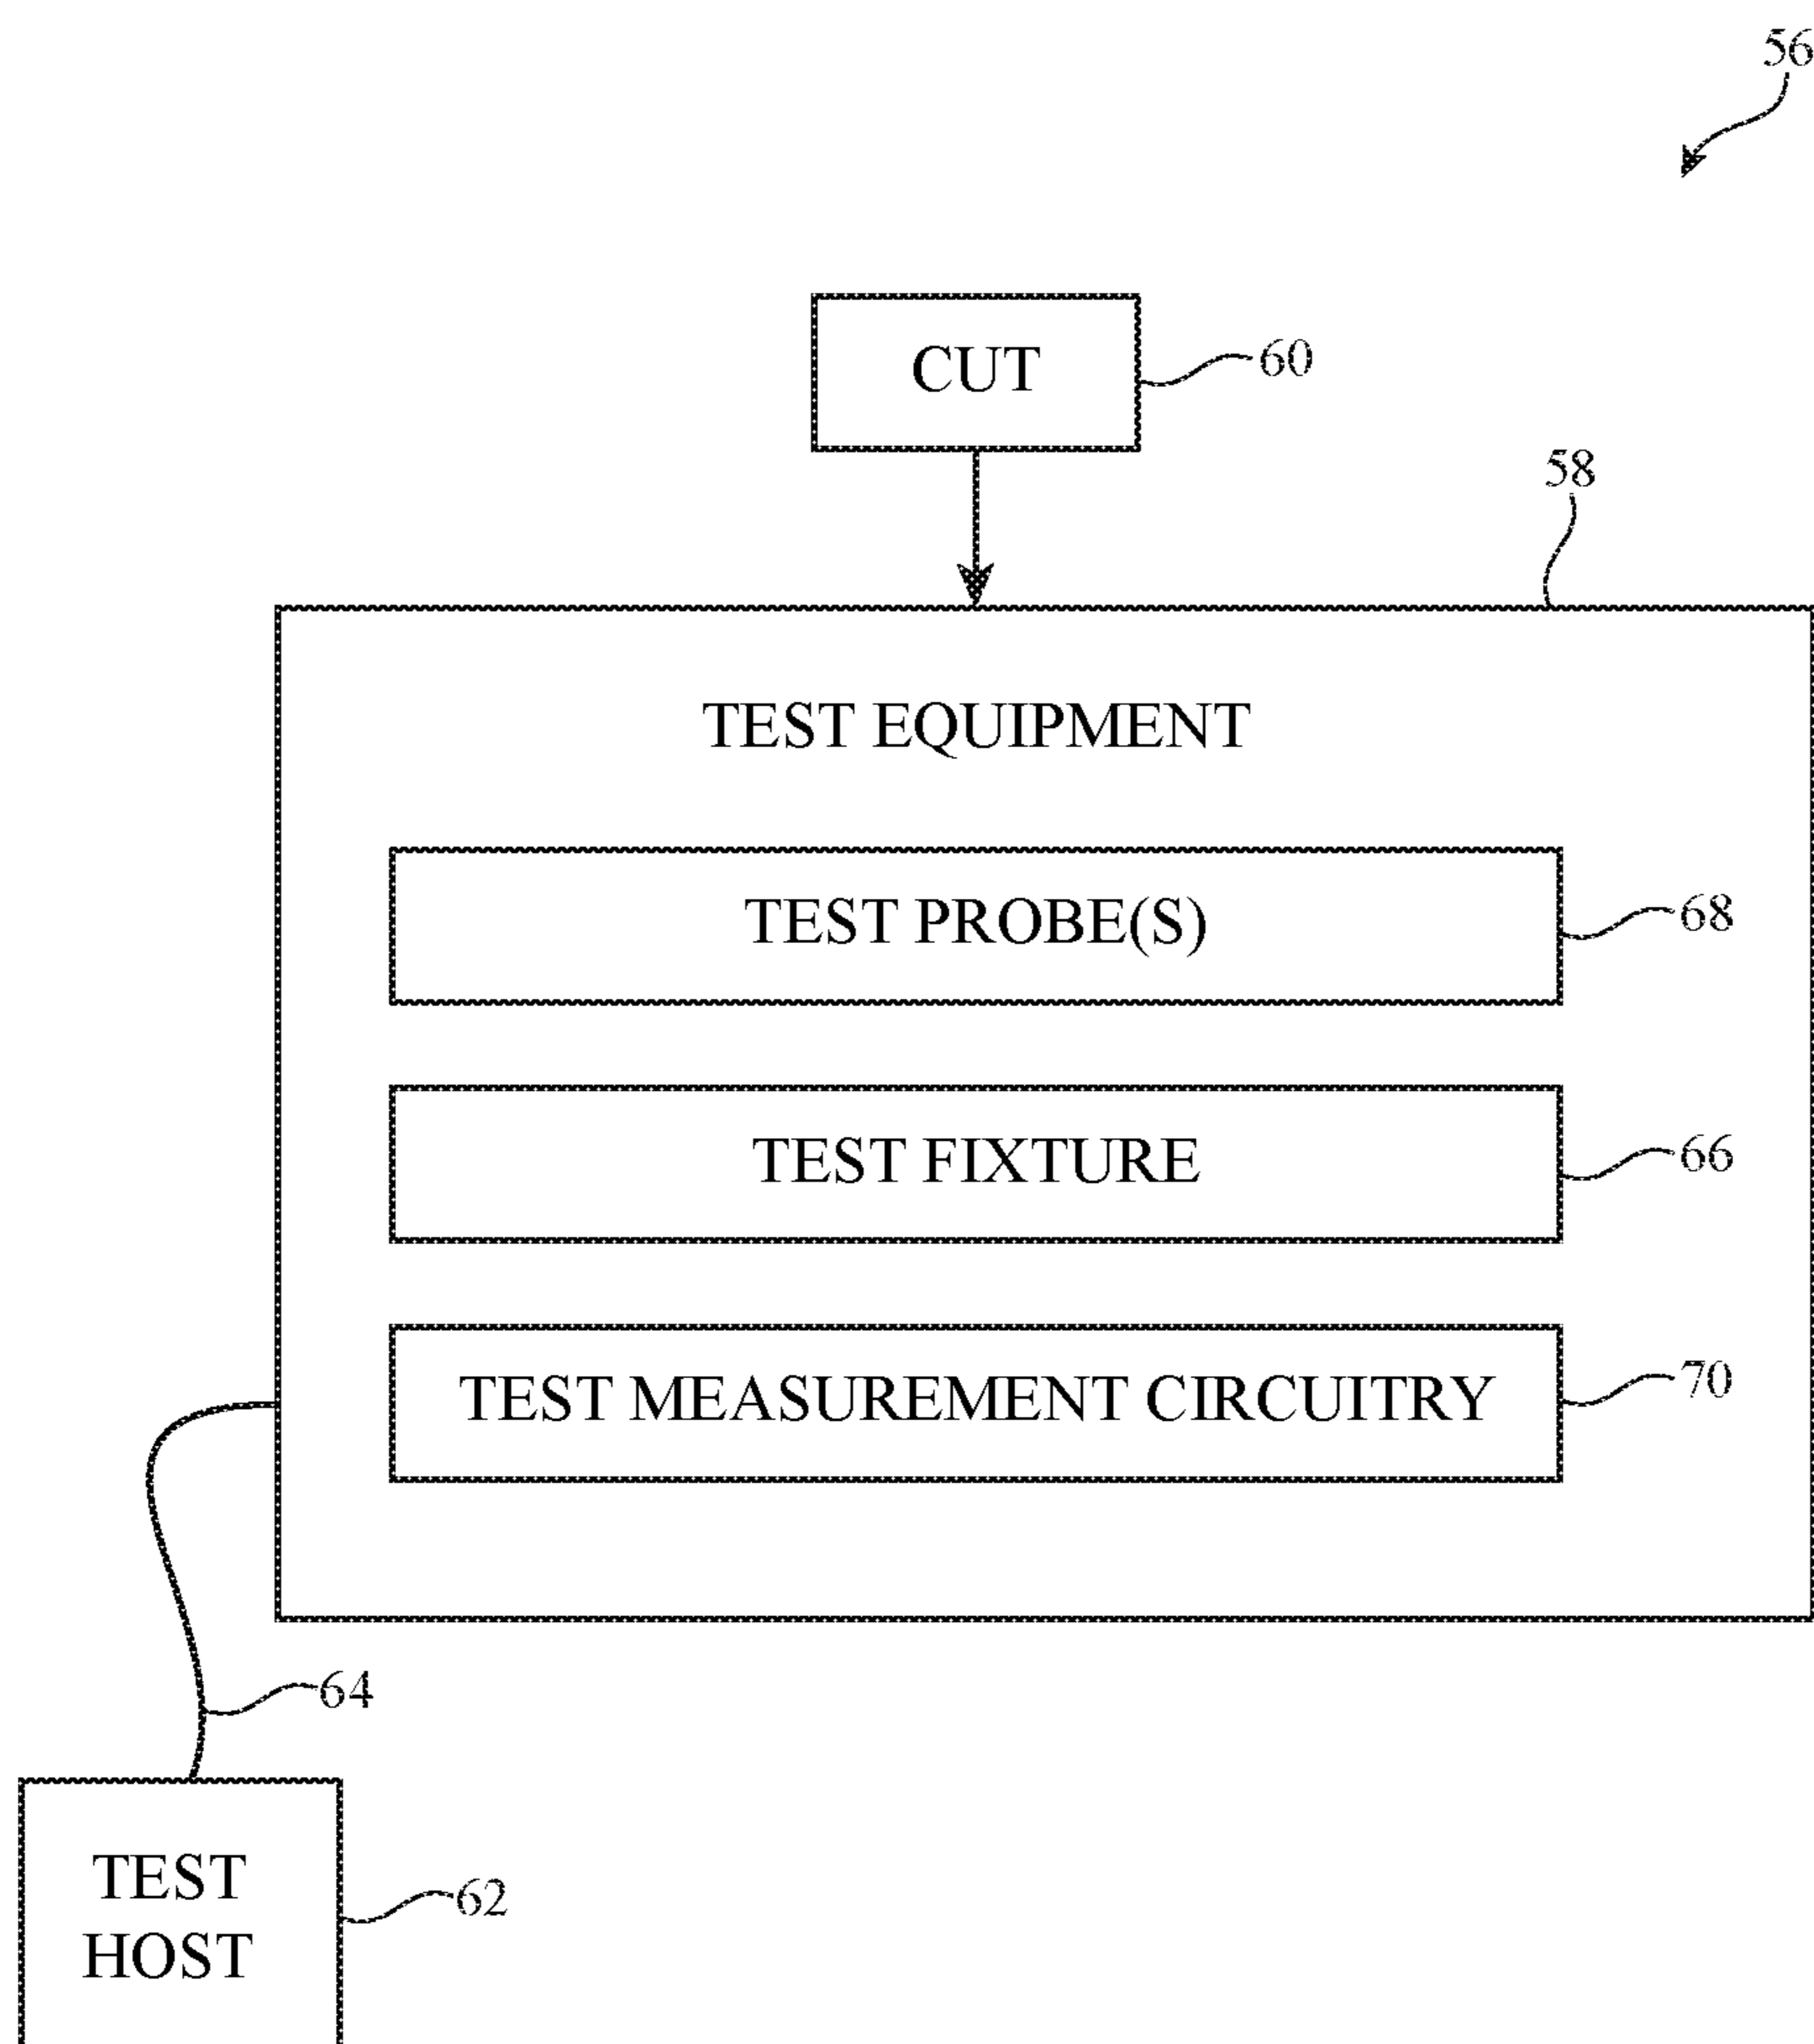 56
CUT
60
58
TEST EQUIPMENT
TEST PROBE(S)
68
TEST FIXTURE
66
TEST MEASUREMENT CIRCUITRY
70
64
TEST
HOST
62